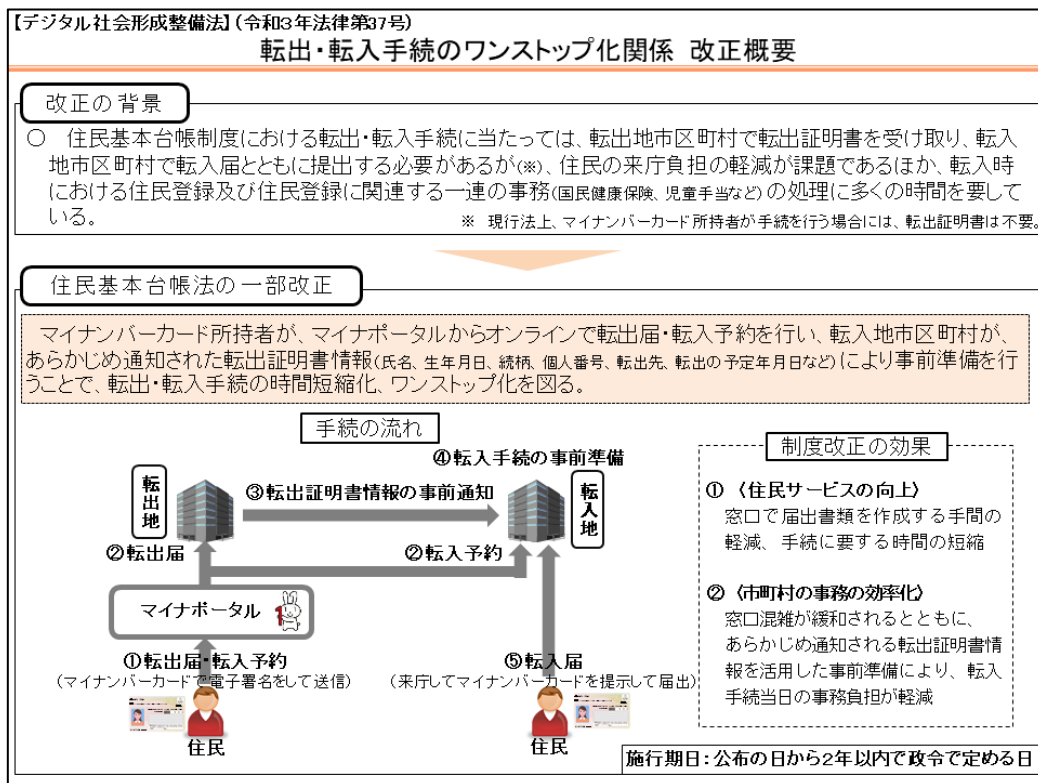 【デジタル社会形成整備法】(令和3年法律第37号)
転出・転入手続のワンストップ化関係 改正概要
改正の背景
○ 住民基本台帳制度における転出・転入手続に当たっては、転出地市区町村で転出証明書を受け取り、転入
地市区町村で転入届とともに提出する必要があるが(※)、住民の来庁負担の軽減が課題であるほか、転入時
における住民登録及び住民登録に関連する一連の事務(国民健康保険、児童手当など)の処理に多くの時間を要して
いる。
※ 現行法上、マイナンバーカード所持者が手続を行う場合には、転出証明書は不要。
住民基本台帳法の一部改正
マイナンバーカード所持者が、マイナポータルからオンラインで転出届・転入予約を行い、転入地市区町村が、
あらかじめ通知された転出証明書情報(氏名、生年月日、続柄、個人番号、転出先、転出の予定年月日など)により事前準備を行
うことで、転出・転入手続の時間短縮化、ワンストップ化を図る。
手続の流れ
④転入手続の事前準備
転出地
③転出証明書情報の事前通知
転入地
②転出届
②転入予約
マイナポータル
①転出届・転入予約
(マイナンバーカードで電子署名をして送信)
⑤転入届
(来庁してマイナンバーカードを提示して届出)
住民
住民
制度改正の効果
① 〈住民サービスの向上〉
窓口で届出書類を作成する手間の
軽減、手続に要する時間の短縮
② 〈市町村の事務の効率化〉
窓口混雑が緩和されるとともに、
あらかじめ通知される転出証明書情
報を活用した事前準備により、転入
手続当日の事務負担が軽減
施行期日：公布の日から2年以内で政令で定める日